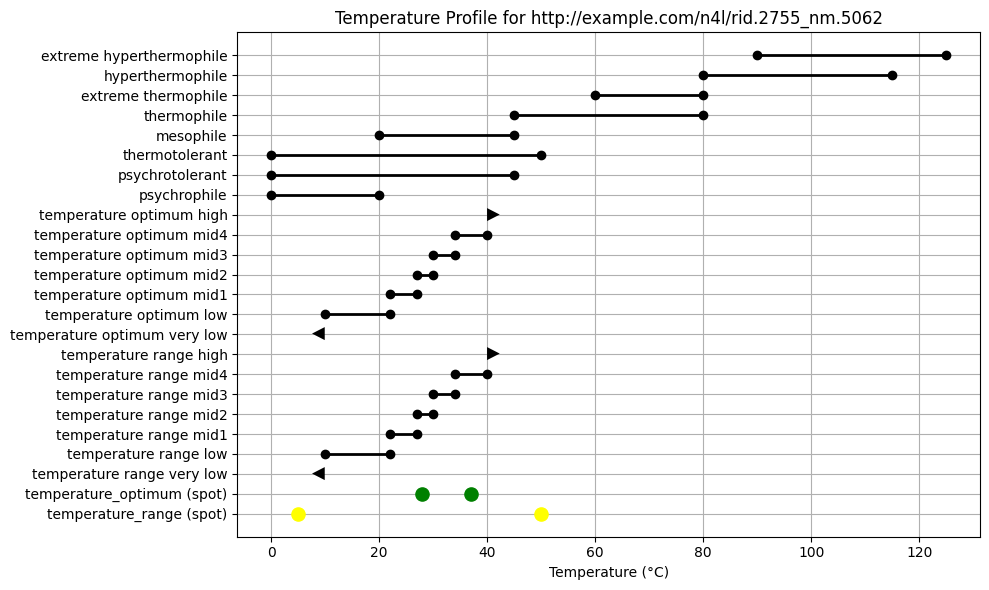 Temperature Profile for http://example.com/n4l/rid.2755_nm.5062
extreme hyperthermophile
hyperthermophile
extreme thermophile
thermophile
mesophile
thermotolerant
psychrotolerant
psychrophile
temperature optimum high
temperature optimum mid4
temperature optimum mid3
temperature optimum mid2
temperature optimum mid1
temperature optimum low
temperature optimum very low
temperature range high
temperature range mid4
temperature range mid3
temperature range mid2
temperature range mid1
temperature range low
temperature range very low
temperature_optimum (spot)
temperature_range (spot)
0 20 40 60 80 100 120
Temperature (°C)